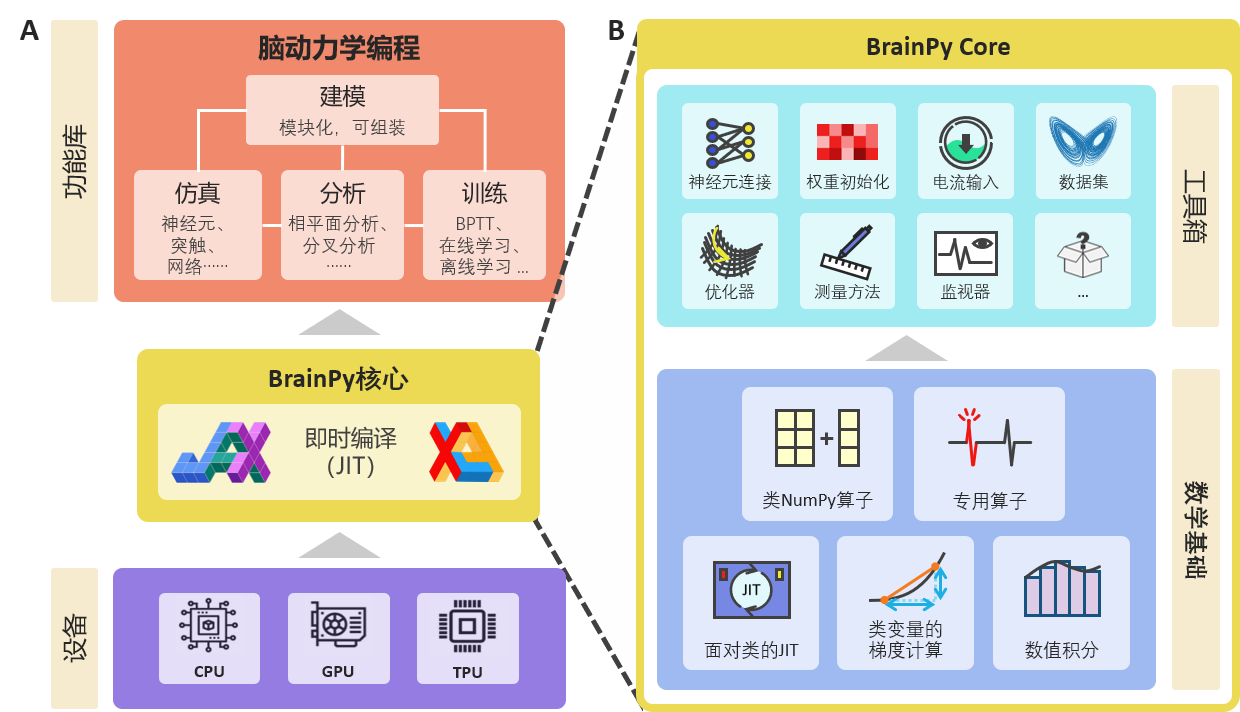 A
功能库
脑动力学编程
建模
模块化，可组装
仿真
神经元、
突触、
网络……
分析
相平面分析、
分叉分析
……
训练
BPTT、
在线学习、
离线学习 ...
BrainPy核心
JAX
即时编译
(JIT)
XLA
设备
CPU
GPU
TPU
B
BrainPy Core
工具箱
神经元连接
权重初始化
电流输入
数据集
优化器
测量方法
监视器
?
...
数学基础
+
类NumPy算子
专用算子
JIT
面对类的JIT
类变量的
梯度计算
数值积分